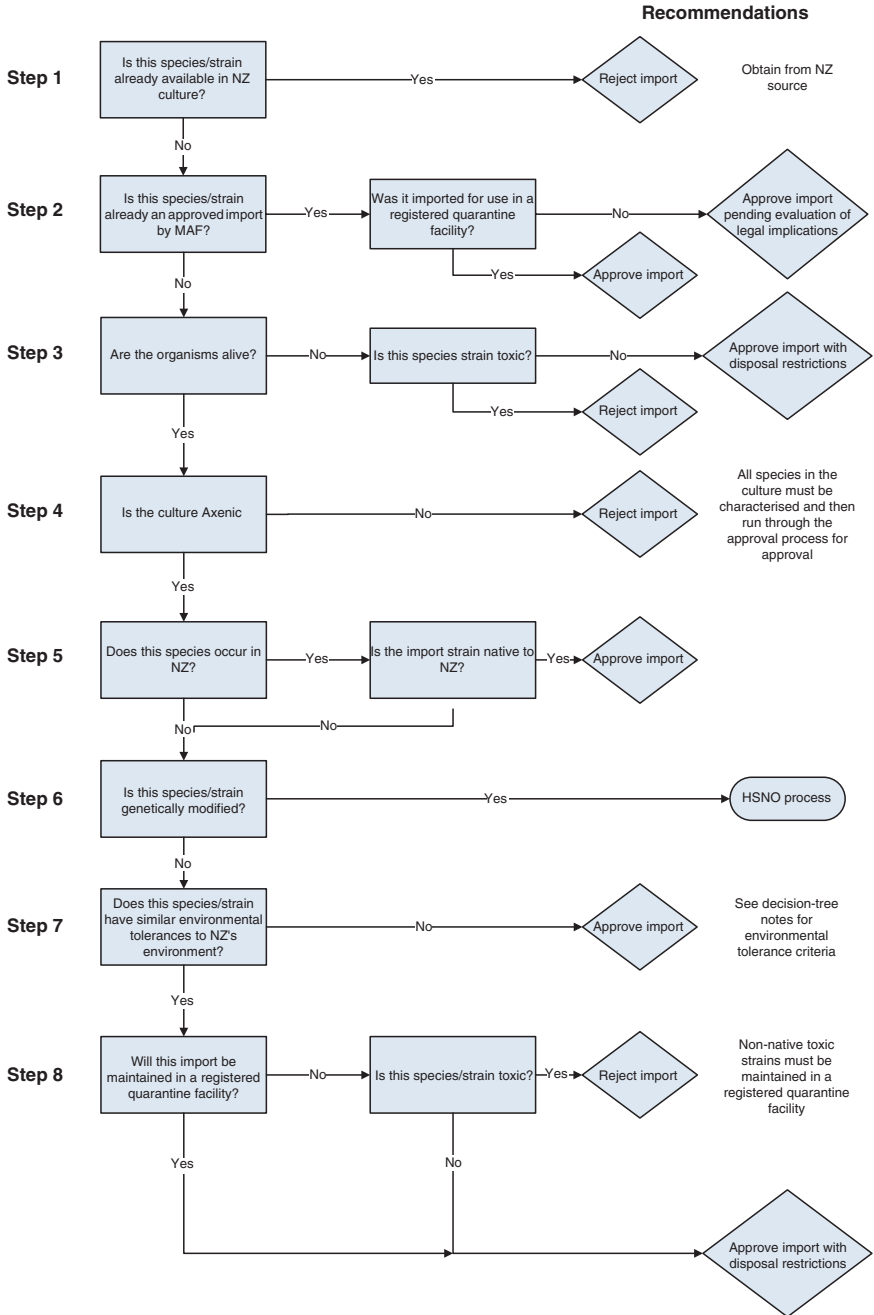 Recommendations
Step 1
Is this species/strain
already available in NZ
culture?
Yes
Reject import
Obtain from NZ
source
No
Step 2
Is this species/strain
already an approved import
by MAF?
Yes
Was it imported for use in a
registered quarantine
facility?
No
Approve import
pending evaluation of
legal implications
Yes
Approve import
No
Step 3
Are the organisms alive?
No
Is this species strain toxic?
No
Approve import with
disposal restrictions
Yes
Reject import
Yes
Step 4
Is the culture Axenic
No
Reject import
All species in the
culture must be
characterised and then
run through the
approval process for
approval
Yes
Step 5
Does this species occur in
NZ?
Yes
Is the import strain native to
NZ?
Yes
Approve import
No
No
Step 6
Is this species/strain
genetically modified?
Yes
HSNO process
No
Step 7
Does this species/strain
have similar environmental
tolerances to NZ's
environment?
No
Approve import
See decision-tree
notes for
environmental
tolerance criteria
Yes
Step 8
Will this import be
maintained in a registered
quarantine facility?
No
Is this species/strain toxic?
Yes
Reject import
Non-native toxic
strains must be
maintained in a
registered quarantine
facility
Yes
No
Approve import with
disposal restrictions